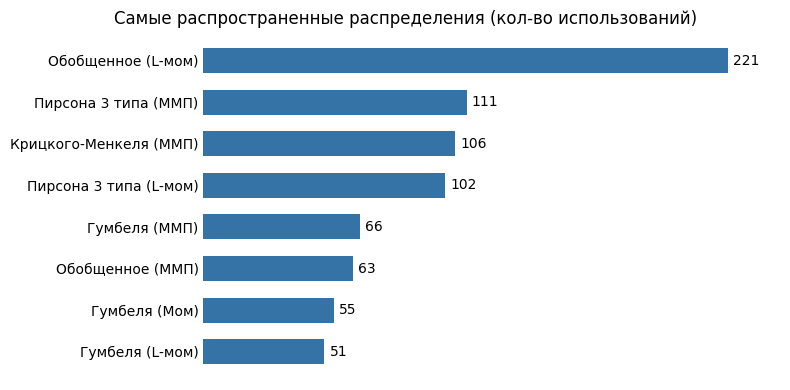 Самые распространенные распределения (кол-во использований)
Обобщенное (L-мом) 221
Пирсона 3 типа (ММП) 111
Крицкого-Менкеля (ММП) 106
Пирсона 3 типа (L-мом) 102
Гумбеля (ММП) 66
Обобщенное (ММП) 63
Гумбеля (Мом) 55
Гумбеля (L-мом) 51